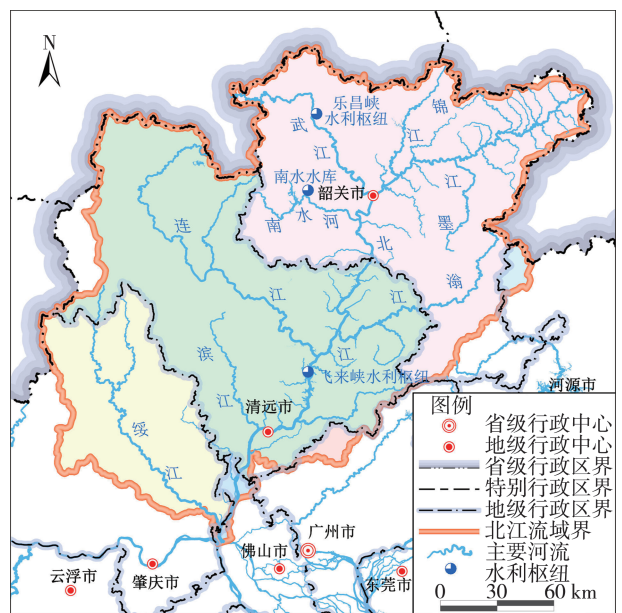 N
乐昌峡
水利枢纽
武江
锦江
南水水库
韶关市
江
墨
南水河
北
连
江
江
滃
江
滨江
飞来峡水利枢纽
清远市
河源市
绥江
广州市
佛山市
东莞市
肇庆市
云浮市
图例
省级行政中心
地级行政中心
省级行政区界
特别行政区界
地级行政区界
北江流域界
主要河流
水利枢纽
0 30 60 km